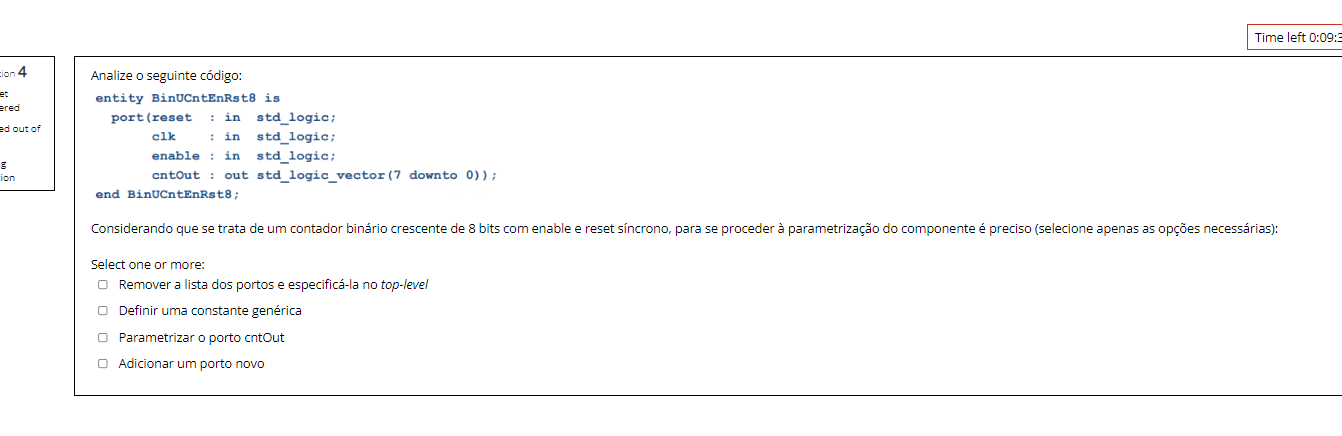 Time left 0:09:3
tion 4
et
ered
ed out of
g
tion
Analize o seguinte código:
entity BinUCntEnRst8 is
port(reset : in std_logic;
clk : in std_logic;
enable : in std_logic;
cntOut : out std_logic_vector(7 downto 0));
end BinUCntEnRst8;
Considerando que se trata de um contador binário crescente de 8 bits com enable e reset síncrono, para se proceder à parametrização do componente é preciso (selecione apenas as opções necessárias):
Select one or more:
Remover a lista dos portos e especificá-la no top-level
Definir uma constante genérica
Parametrizar o porto cntOut
Adicionar um porto novo